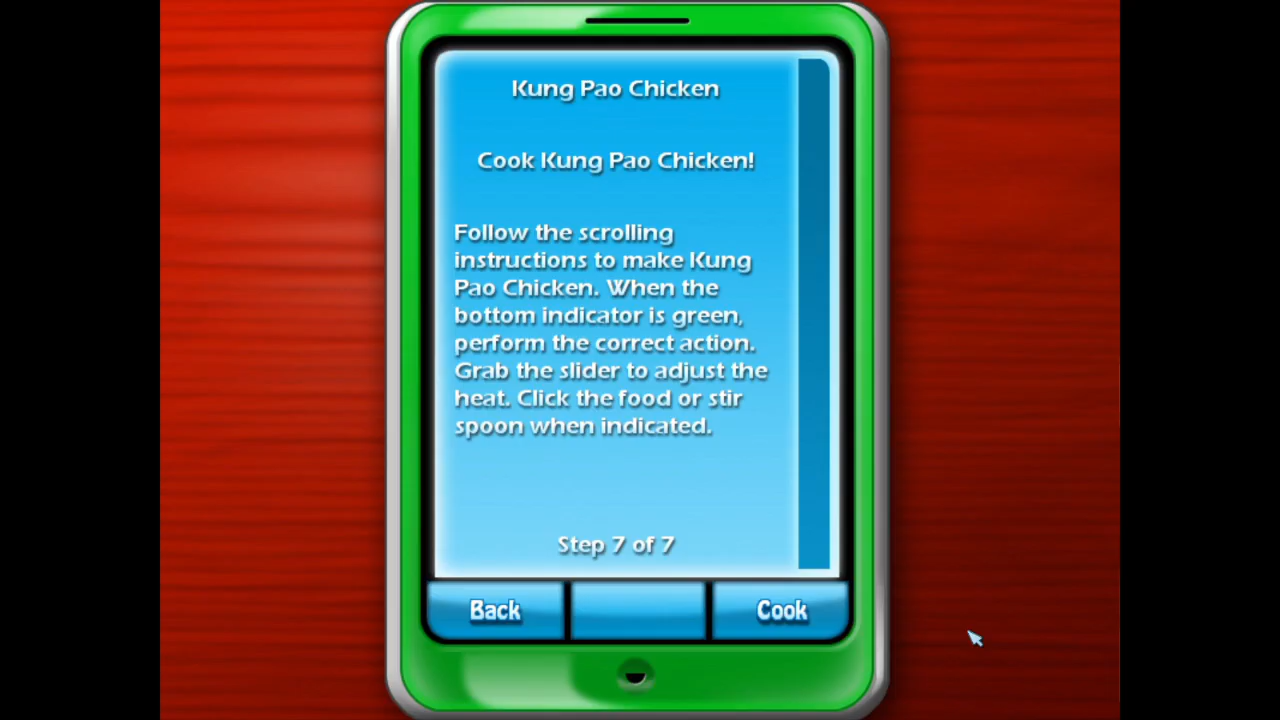 Kung Pao Chicken
Cook Kung Pao Chicken!
Follow the scrolling
instructions to make Kung
Pao Chicken. When the
bottom indicator is green,
perform the correct action.
Grab the slider to adjust the
heat. Click the food or stir
spoon when indicated.
Step 7 of 7
Back
Cook